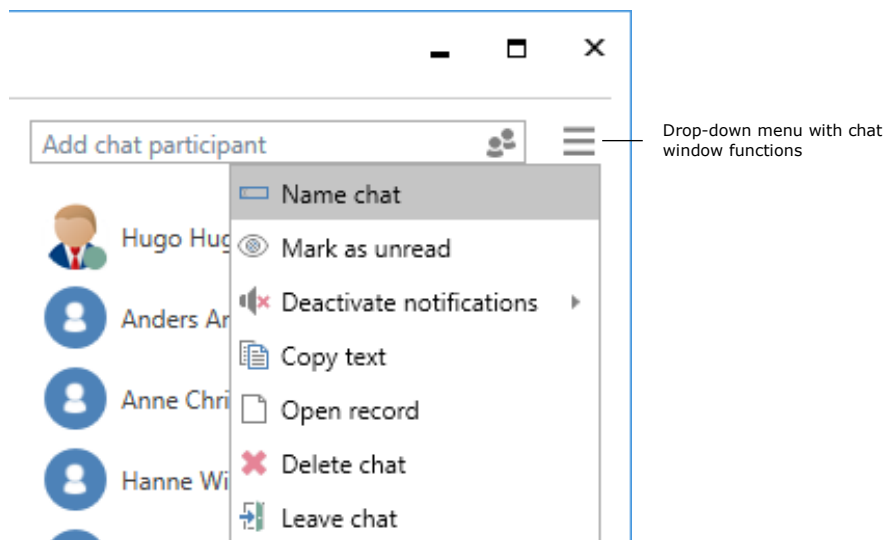 Add chat participant
Drop-down menu with chat
window functions
Name chat
Hugo Hug
Mark as unread
Deactivate notifications
Anders Ar
Copy text
Anne Chri
Open record
Delete chat
Hanne Wi
Leave chat